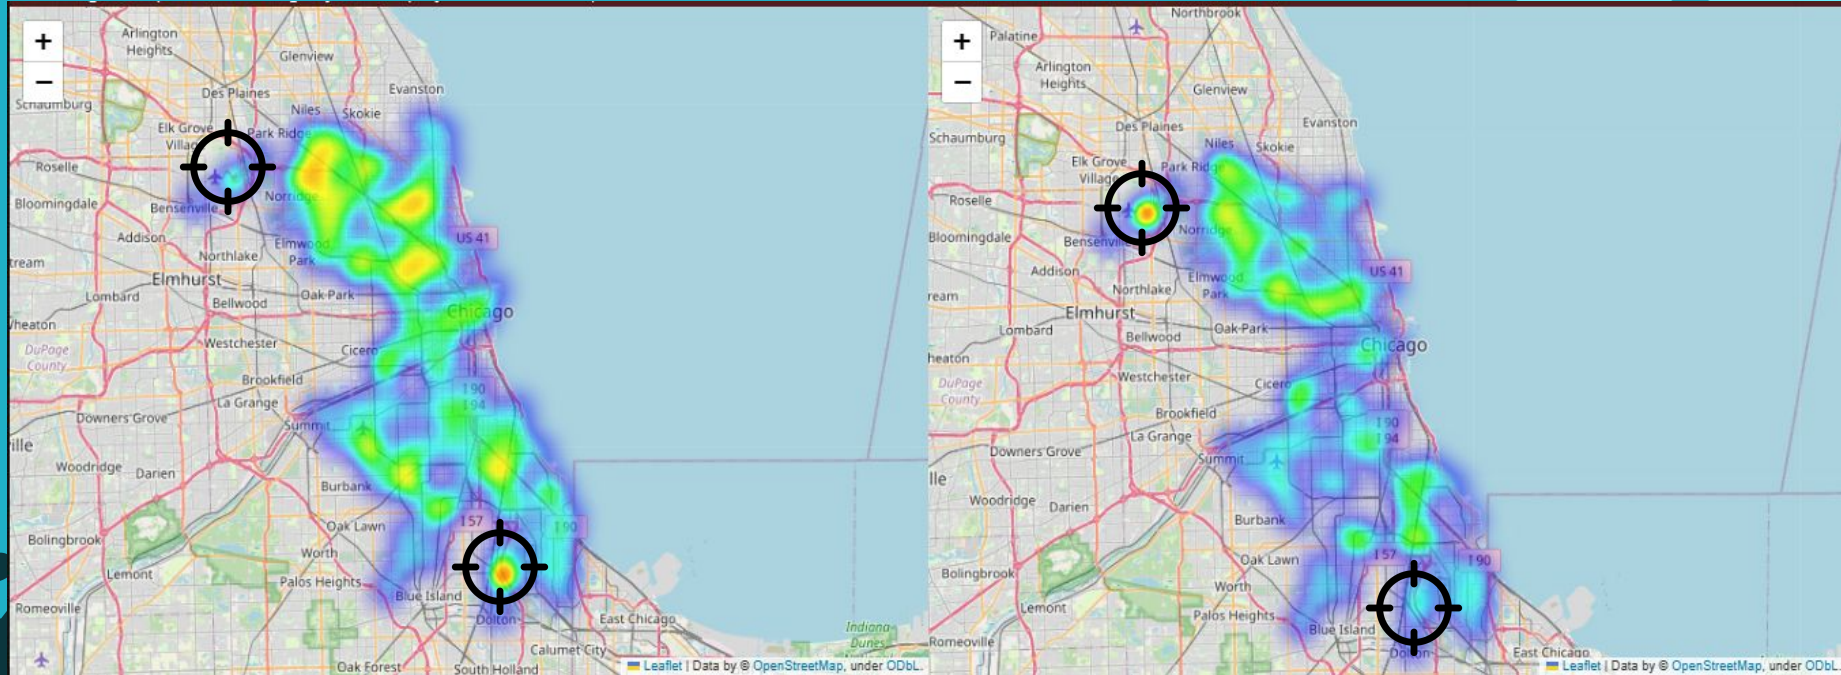 +
−
Arlington
Heights
Glenview
Des Plaines
Evanston
Schaumburg
Niles
Skokie
Elk Grove
Village
Park Ridge
Roselle
Bloomingdale
Bensenville
Norridge
Addison
US 41
Northlake
Elmwood
Park
tream
Elmhurst
Lombard
Bellwood
Oak Park
Chicago
Wheaton
Westchester
Cicero
DuPage
County
Brookfield
I 90
I 94
La Grange
Downers Grove
Summit
ville
Woodridge
Darien
Burbank
I 57
I 90
Oak Lawn
Bolingbrook
Worth
Lemont
Palos Heights
Blue Island
Romeoville
Dolton
East Chicago
Indiana
Dunes
Calumet City
Oak Forest
South Holland
Leaflet | Data by © OpenStreetMap, under ODbL.
+
−
Northbrook
Palatine
Arlington
Heights
Glenview
Des Plaines
Evanston
Schaumburg
Niles
Skokie
Elk Grove
Village
Park Ridge
Roselle
Norridge
Bloomingdale
Bensenville
Addison
US 41
Elmwood
Park
Northlake
ream
Elmhurst
Lombard
Bellwood
Oak Park
Chicago
heaton
Westchester
Cicero
DuPage
County
Brookfield
I 90
I 94
La Grange
Downers Grove
Summit
lle
Woodridge
Darien
Burbank
I 57
I 90
Oak Lawn
Bolingbrook
Worth
Lemont
Palos Heights
Blue Island
Romeoville
Dolton
East Chicago
Leaflet | Data by © OpenStreetMap, under ODbL.